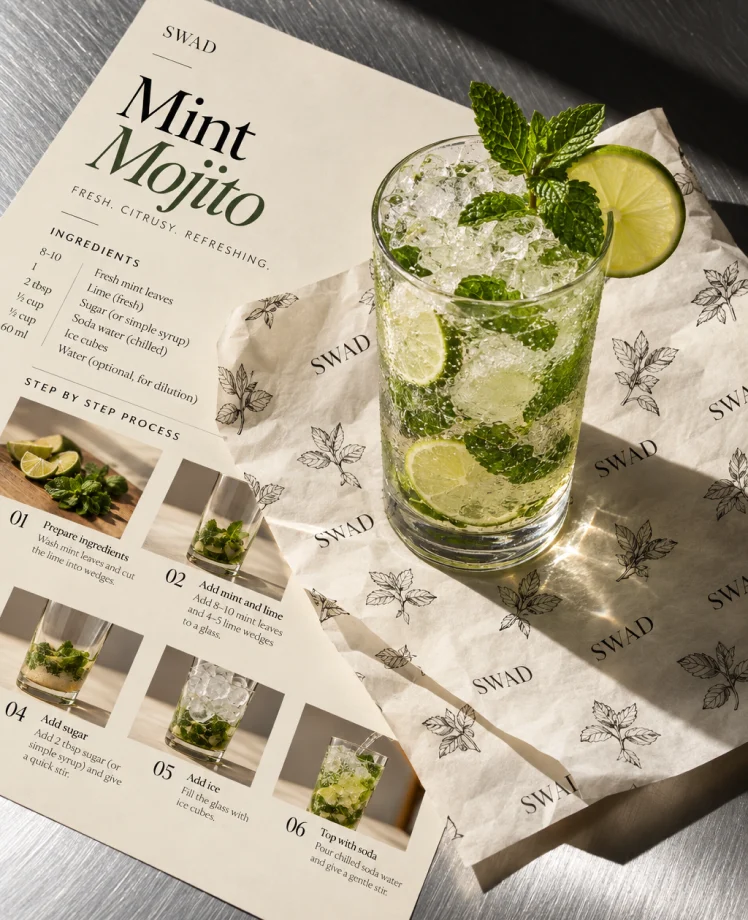 SWAD
Mint
Mojito
FRESH. CITRUSY. REFRESHING.
INGREDIENTS
8-10 Fresh mint leaves
1 Lime (fresh)
2 tbsp Sugar (or simple syrup)
½ cup Soda water (chilled)
½ cup Ice cubes
60 ml Water (optional, for dilution)
STEP BY STEP PROCESS
01 Prepare ingredients
Wash mint leaves and cut
the lime into wedges.
02 Add mint and lime
Add 8–10 mint leaves
and 4–5 lime wedges
to a glass.
04 Add sugar
Add 2 tbsp sugar (or
simple syrup) and give
a quick stir.
05 Add ice
Fill the glass with
ice cubes.
06 Top with soda
Pour chilled soda water
and give a gentle stir.
SWAD
SWAD
SWAD
SWAD
SWAD